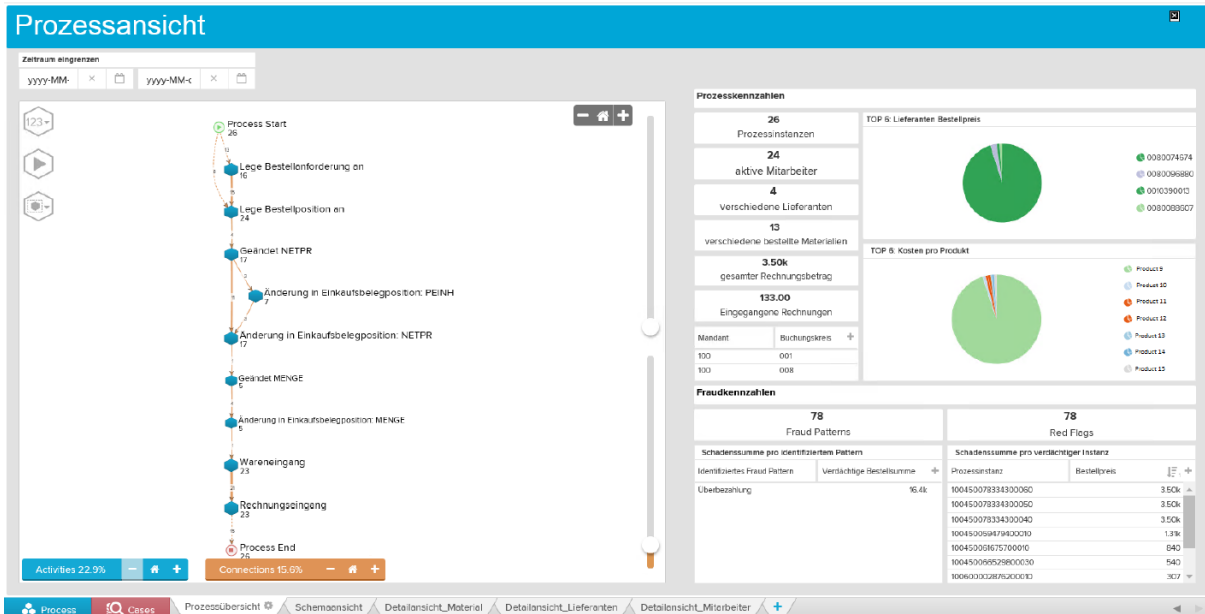 Prozessansicht
Zeitraum eingrenzen
yyyy-MM- × yyyy-MM-c ×
123
Process Start
26
Lege Bestellanforderung an
16
Lege Bestellposition an
24
Geändet NETPR
17
Änderung in Einkaufsbelegposition: PEINH
7
Änderung in Einkaufsbelegposition: NETPR
17
Geändet MENGE
5
Änderung in Einkaufsbelegposition: MENGE
5
Wareneingang
23
Rechnungseingang
23
Process End
26
Activities 22.9% − +
Connections 15.6% − +
Prozesskennzahlen
26
Prozessinstanzen
24
aktive Mitarbeiter
4
verschiedene Lieferanten
13
verschiedene bestellte Materialien
3.50k
gesamter Rechnungsbetrag
133.00
Eingegangene Rechnungen
Mandant Buchungskreis +
100 001
100 008
TOP 6: Lieferanten Bestellpreis
0080074674
0080096880
0010390013
0080088607
TOP 6: Kosten pro Produkt
Product 9
Product 10
Product 11
Product 12
Product 13
Product 14
Product 15
Fraudkennzahlen
78
Fraud Patterns
78
Red Flags
Schadenssumme pro identifiziertem Pattern
Identifiziertes Fraud Pattern Verdächtige Bestellsumme +
Überbezahlung 16.4k
Schadenssumme pro verdächtiger Instanz
Prozessinstanz Bestellpreis +
100450078334300060 3.50k
100450078334300050 3.50k
100450078334300040 3.50k
100450059479400010 1.31k
100450061675700010 840
100450066529800030 540
100600002876200010 307
Process Cases Prozessübersicht Schemaansicht Detailansicht_Material Detailansicht_Lieferanten Detailansicht_Mitarbeiter +